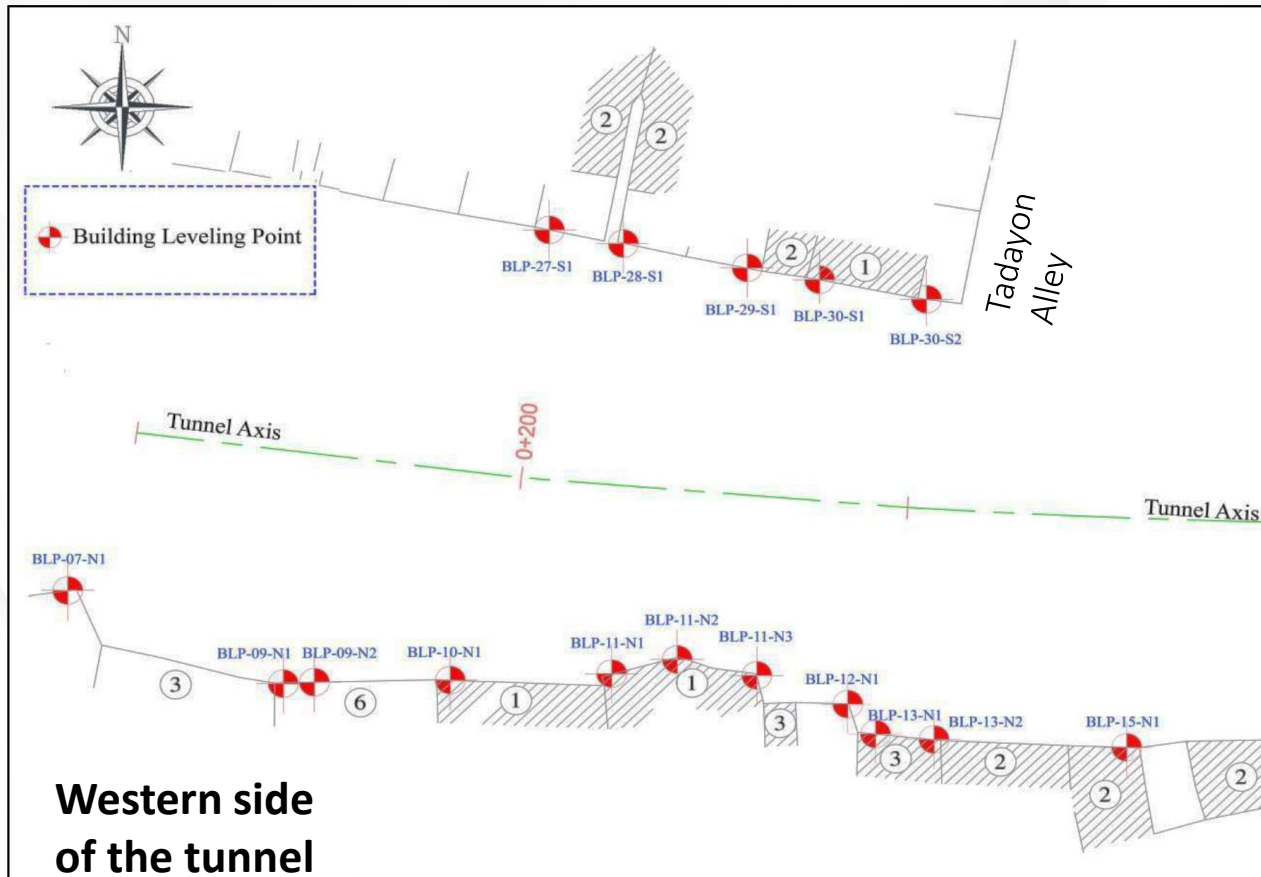 N
Building Leveling Point
2
2
BLP-27-S1
BLP-28-S1
2
1
BLP-29-S1
BLP-30-S1
BLP-30-S2
Tadayon
Alley
Tunnel Axis
0+200
Tunnel Axis
BLP-07-N1
BLP-09-N1
BLP-09-N2
BLP-10-N1
BLP-11-N1
BLP-11-N2
BLP-11-N3
BLP-12-N1
BLP-13-N1
BLP-13-N2
BLP-15-N1
3
6
1
1
3
3
2
2
2
Western side
of the tunnel